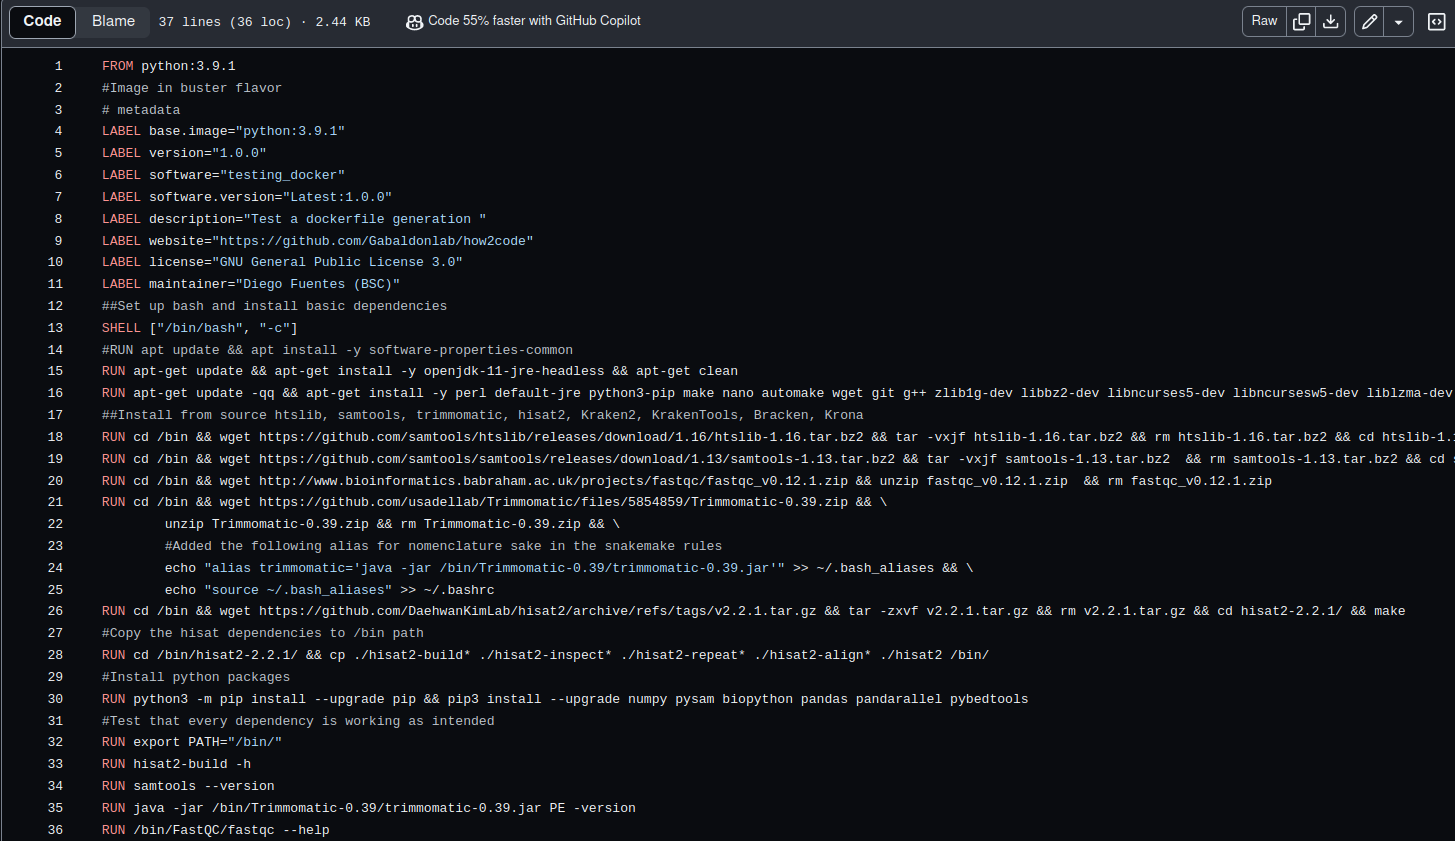 Code Blame 37 lines (36 loc) · 2.44 KB Code 55% faster with GitHub Copilot Raw
1 FROM python:3.9.1
2 #Image in buster flavor
3 # metadata
4 LABEL base.image="python:3.9.1"
5 LABEL version="1.0.0"
6 LABEL software="testing_docker"
7 LABEL software.version="Latest:1.0.0"
8 LABEL description="Test a dockerfile generation "
9 LABEL website="https://github.com/Gabaldonlab/how2code"
10 LABEL license="GNU General Public License 3.0"
11 LABEL maintainer="Diego Fuentes (BSC)"
12 ##Set up bash and install basic dependencies
13 SHELL ["/bin/bash", "-c"]
14 #RUN apt update && apt install -y software-properties-common
15 RUN apt-get update && apt-get install -y openjdk-11-jre-headless && apt-get clean
16 RUN apt-get update -qq && apt-get install -y perl default-jre python3-pip make nano automake wget git g++ zlib1g-dev libbz2-dev libncurses5-dev libncursesw5-dev liblzma-dev
17 ##Install from source htslib, samtools, trimmomatic, hisat2, Kraken2, KrakenTools, Bracken, Krona
18 RUN cd /bin && wget https://github.com/samtools/htslib/releases/download/1.16/htslib-1.16.tar.bz2 && tar -vxjf htslib-1.16.tar.bz2 && rm htslib-1.16.tar.bz2 && cd htslib-1.
19 RUN cd /bin && wget https://github.com/samtools/samtools/releases/download/1.13/samtools-1.13.tar.bz2 && tar -vxjf samtools-1.13.tar.bz2  && rm samtools-1.13.tar.bz2 && cd
20 RUN cd /bin && wget http://www.bioinformatics.babraham.ac.uk/projects/fastqc/fastqc_v0.12.1.zip && unzip fastqc_v0.12.1.zip  && rm fastqc_v0.12.1.zip
21 RUN cd /bin && wget https://github.com/usadellab/Trimmomatic/files/5854859/Trimmomatic-0.39.zip && \
22 unzip Trimmomatic-0.39.zip && rm Trimmomatic-0.39.zip && \
23 #Added the following alias for nomenclature sake in the snakemake rules
24 echo "alias trimmomatic='java -jar /bin/Trimmomatic-0.39/trimmomatic-0.39.jar'" >> ~/.bash_aliases && \
25 echo "source ~/.bash_aliases" >> ~/.bashrc
26 RUN cd /bin && wget https://github.com/DaehwanKimLab/hisat2/archive/refs/tags/v2.2.1.tar.gz && tar -zxvf v2.2.1.tar.gz && rm v2.2.1.tar.gz && cd hisat2-2.2.1/ && make
27 #Copy the hisat dependencies to /bin path
28 RUN cd /bin/hisat2-2.2.1/ && cp ./hisat2-build* ./hisat2-inspect* ./hisat2-repeat* ./hisat2-align* ./hisat2 /bin/
29 #Install python packages
30 RUN python3 -m pip install --upgrade pip && pip3 install --upgrade numpy pysam biopython pandas pandarallel pybedtools
31 #Test that every dependency is working as intended
32 RUN export PATH="/bin/"
33 RUN hisat2-build -h
34 RUN samtools --version
35 RUN java -jar /bin/Trimmomatic-0.39/trimmomatic-0.39.jar PE -version
36 RUN /bin/FastQC/fastqc --help